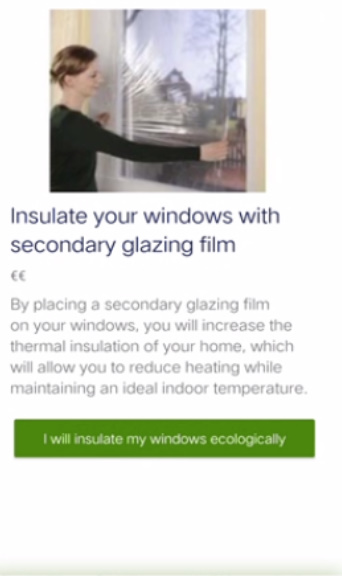 Insulate your windows with
secondary glazing film
€€
By placing a secondary glazing film
on your windows, you will increase the
thermal insulation of your home, which
will allow you to reduce heating while
maintaining an ideal indoor temperature.
I will insulate my windows ecologically